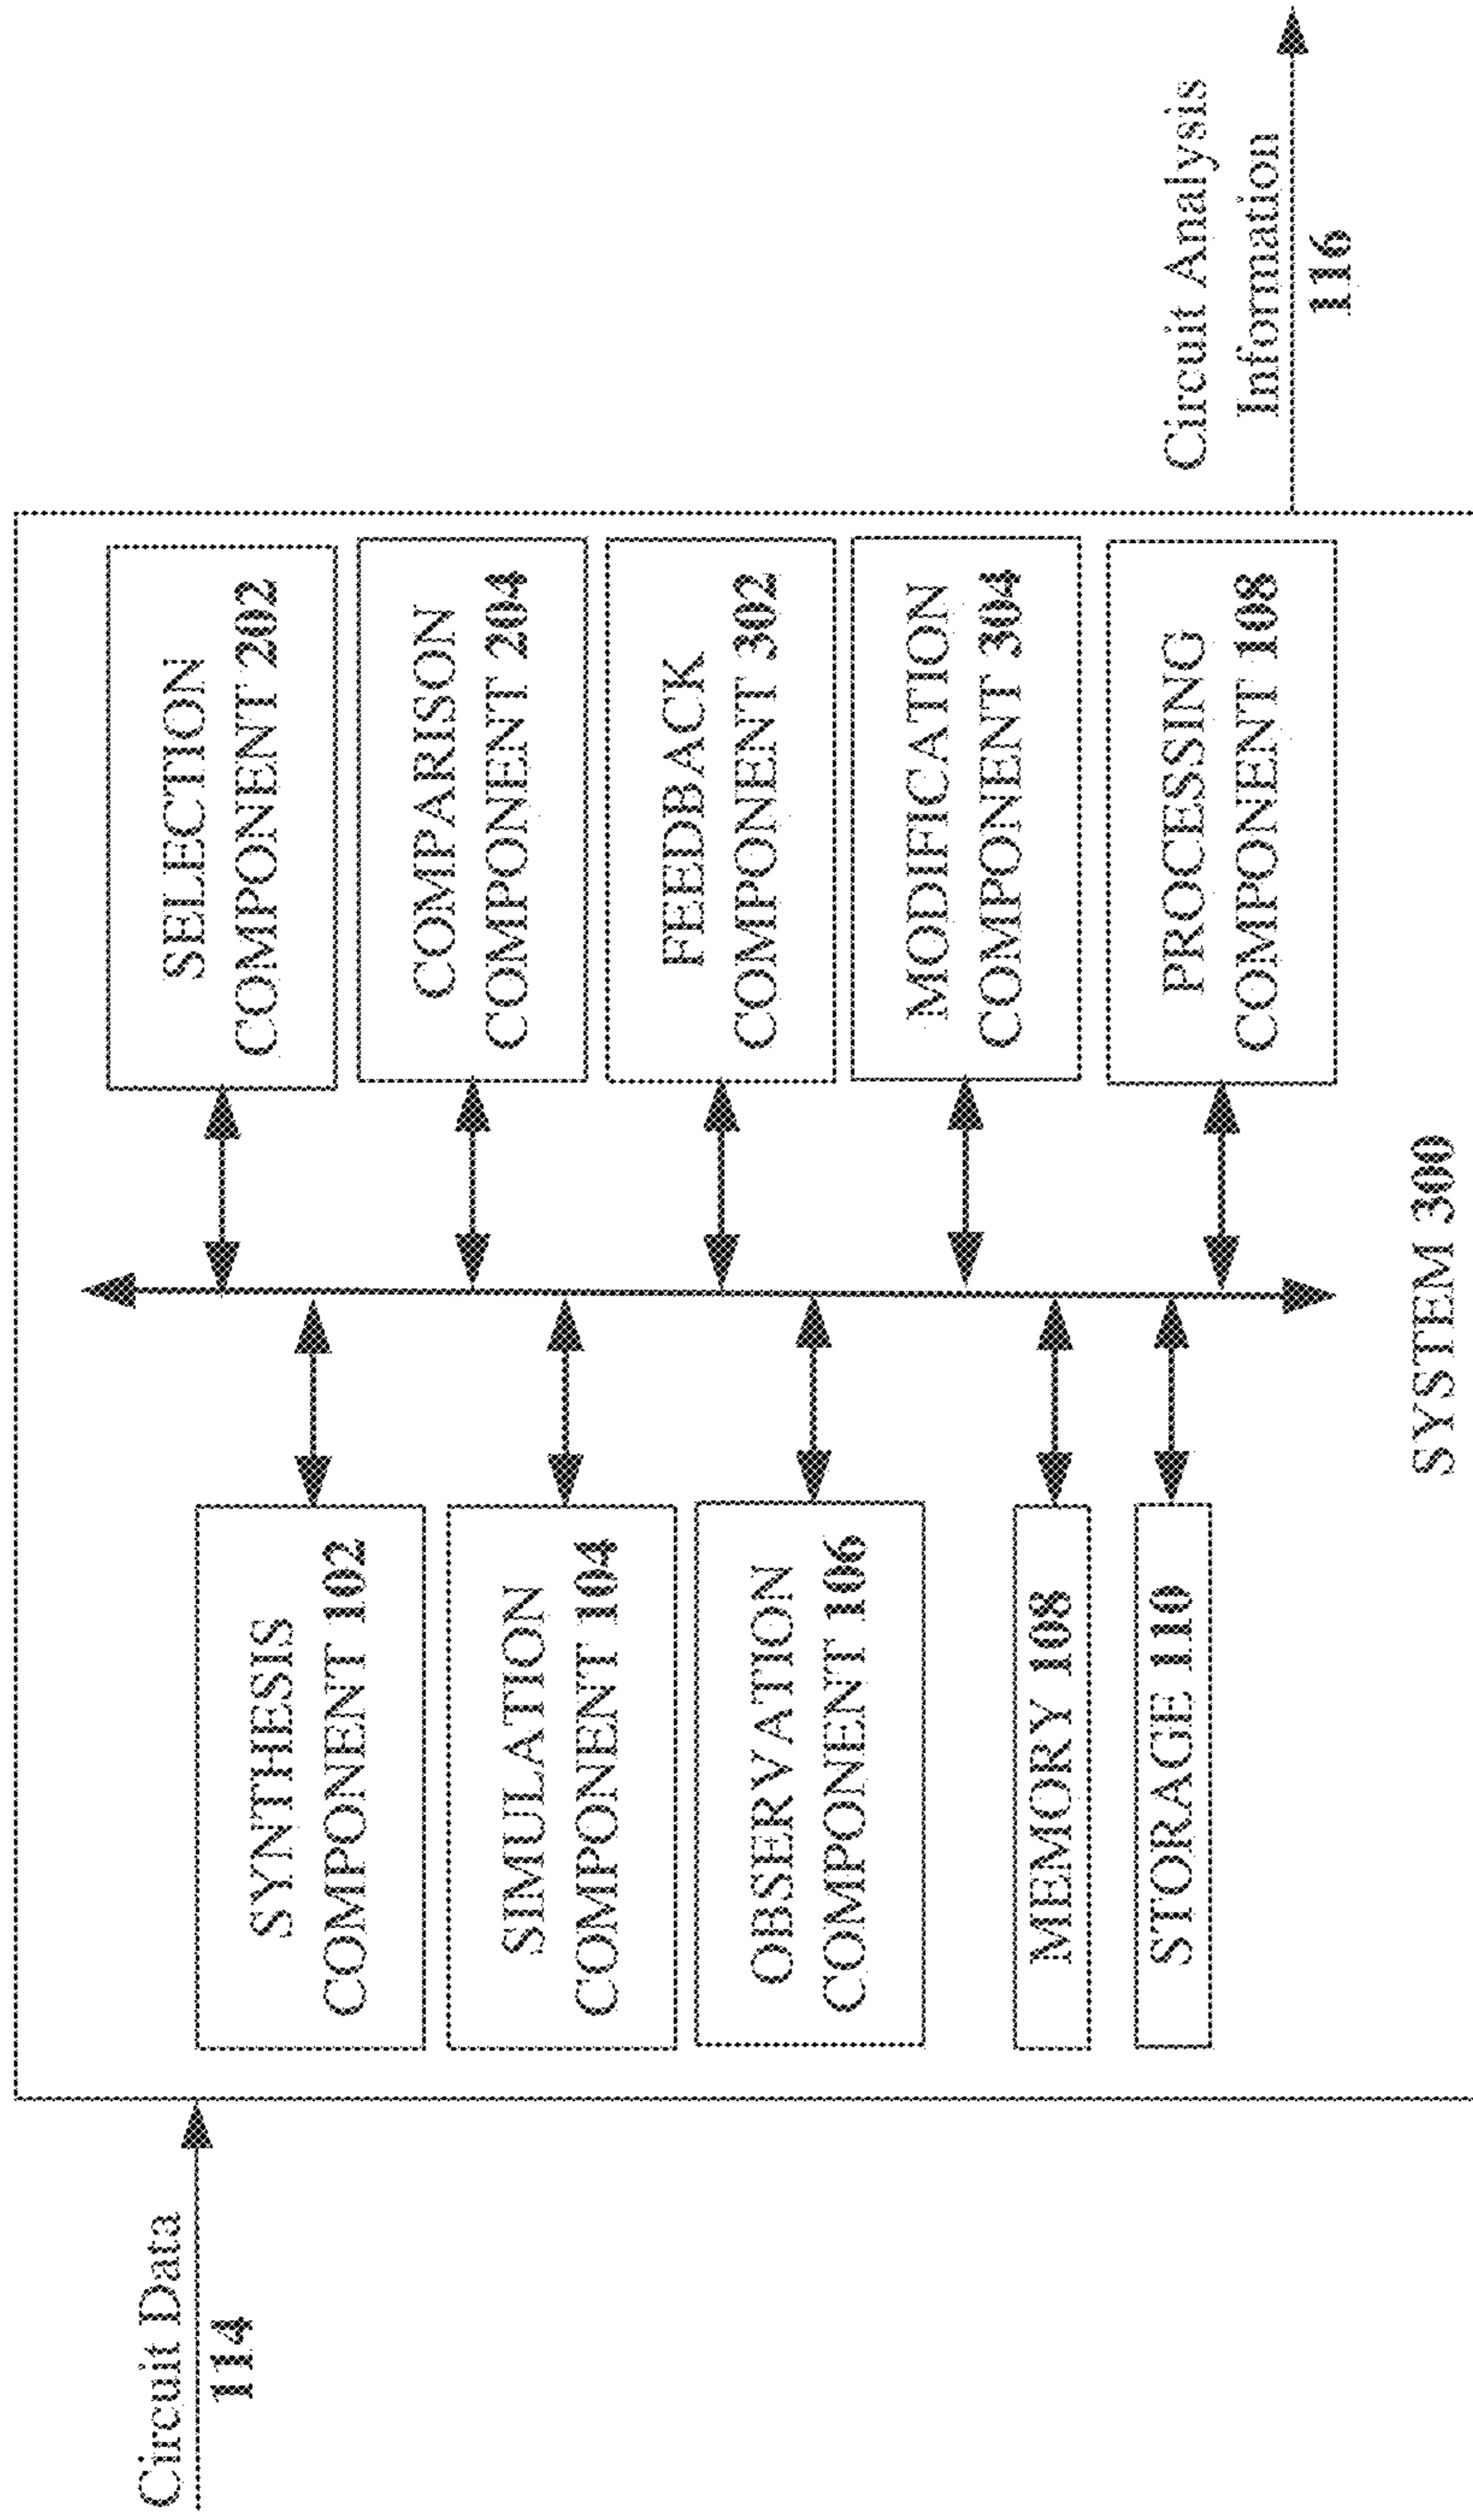 Circuit Data
114
SYNTHESIS
COMPONENT 102
SIMULATION
COMPONENT 104
OBSERVATION
COMPONENT 106
MEMORY 108
STORAGE 110
SELECTION
COMPONENT 202
COMPARISON
COMPONENT 204
FEEDBACK
COMPONENT 302
MODIFICATION
COMPONENT 304
PROCESSING
COMPONENT 108
SYSTEM 300
Circuit Analysis
Information
116